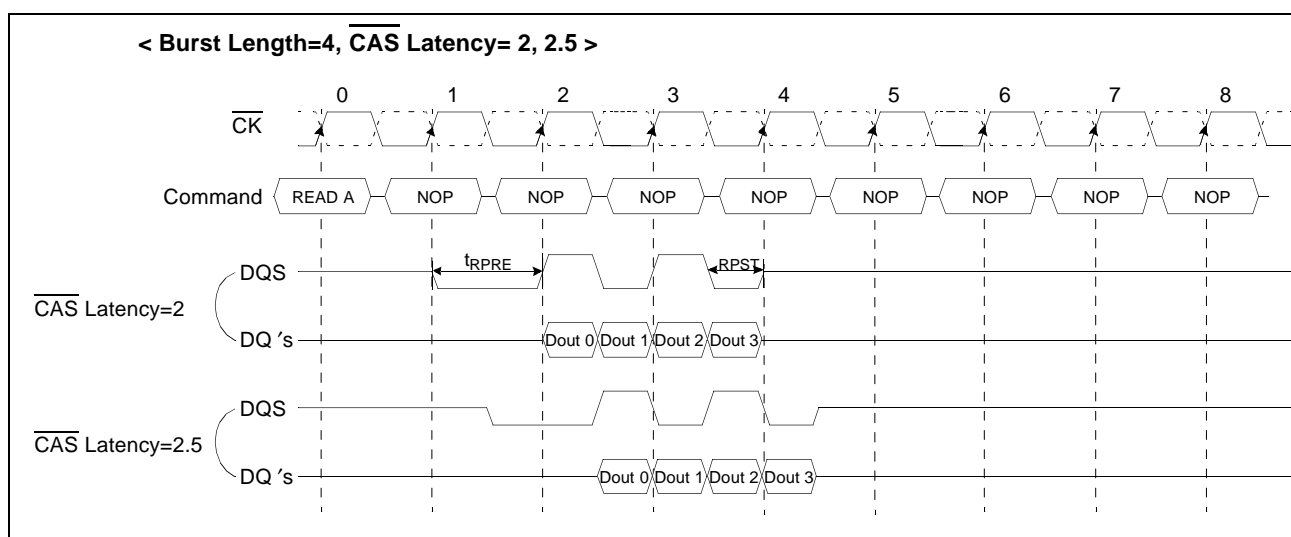 < Burst Length=4, CAS Latency= 2, 2.5 >
0 1 2 3 4 5 6 7 8
CK
Command READ A NOP NOP NOP NOP NOP NOP NOP NOP
DQS tRPRE RPST
CAS Latency=2
DQ ′s Dout 0 Dout 1 Dout 2 Dout 3
DQS
CAS Latency=2.5
DQ ′s Dout 0 Dout 1 Dout 2 Dout 3